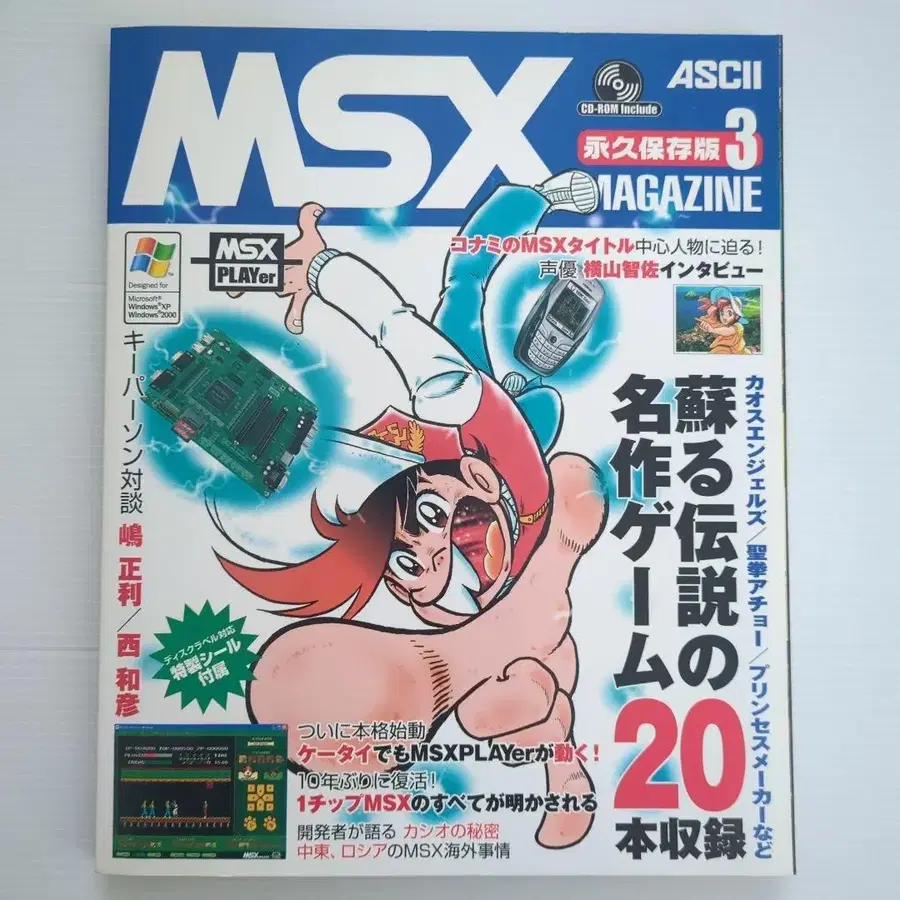 MSX
CD-ROM Include
ASCII
永久保存版 3
MAGAZINE
Designed for
Microsoft®
Windows®XP
Windows®2000
MSX
PLAYer
コナミのMSXタイトル中心人物に迫る!
声優 横山智佐インタビュー
キーパーソン対談 嶋 正利/西 和彦
カオスエンジェルズ/聖拳アチョー/プリンセスメーカーなど
蘇る伝説の
名作ゲーム
20
本収録
ディスクラベル対応
特製シール
付属
ついに本格始動
ケータイでもMSXPLAYerが動く!
10年ぶりに復活!
1チップMSXのすべてが明かされる
開発者が語る カシオの秘密
中東、ロシアのMSX海外事情
MSX